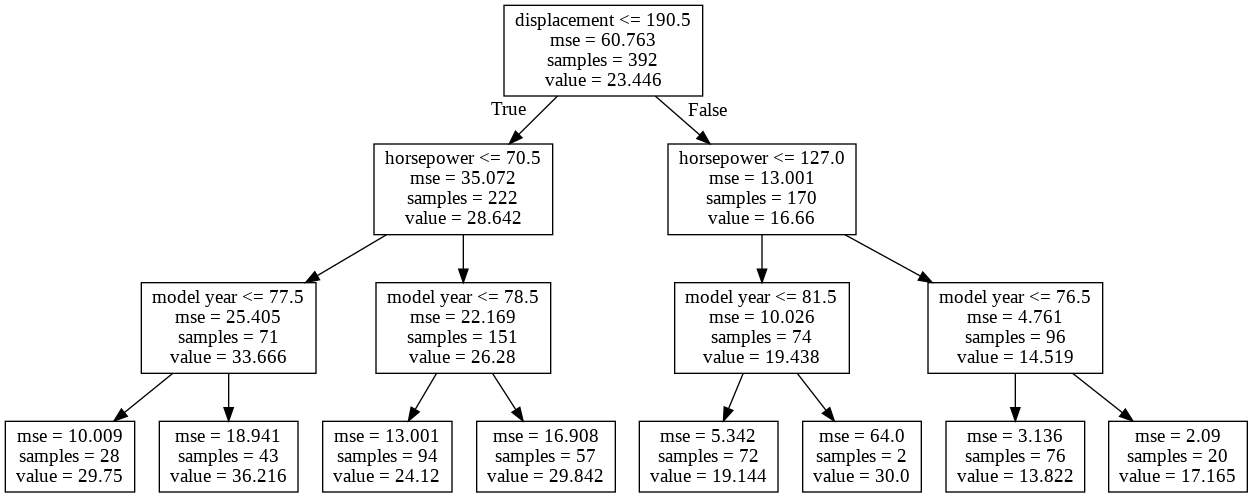 displacement <= 190.5
mse = 60.763
samples = 392
value = 23.446
True
False
horsepower <= 70.5
mse = 35.072
samples = 222
value = 28.642
horsepower <= 127.0
mse = 13.001
samples = 170
value = 16.66
model year <= 77.5
mse = 25.405
samples = 71
value = 33.666
model year <= 78.5
mse = 22.169
samples = 151
value = 26.28
model year <= 81.5
mse = 10.026
samples = 74
value = 19.438
model year <= 76.5
mse = 4.761
samples = 96
value = 14.519
mse = 10.009
samples = 28
value = 29.75
mse = 18.941
samples = 43
value = 36.216
mse = 13.001
samples = 94
value = 24.12
mse = 16.908
samples = 57
value = 29.842
mse = 5.342
samples = 72
value = 19.144
mse = 64.0
samples = 2
value = 30.0
mse = 3.136
samples = 76
value = 13.822
mse = 2.09
samples = 20
value = 17.165